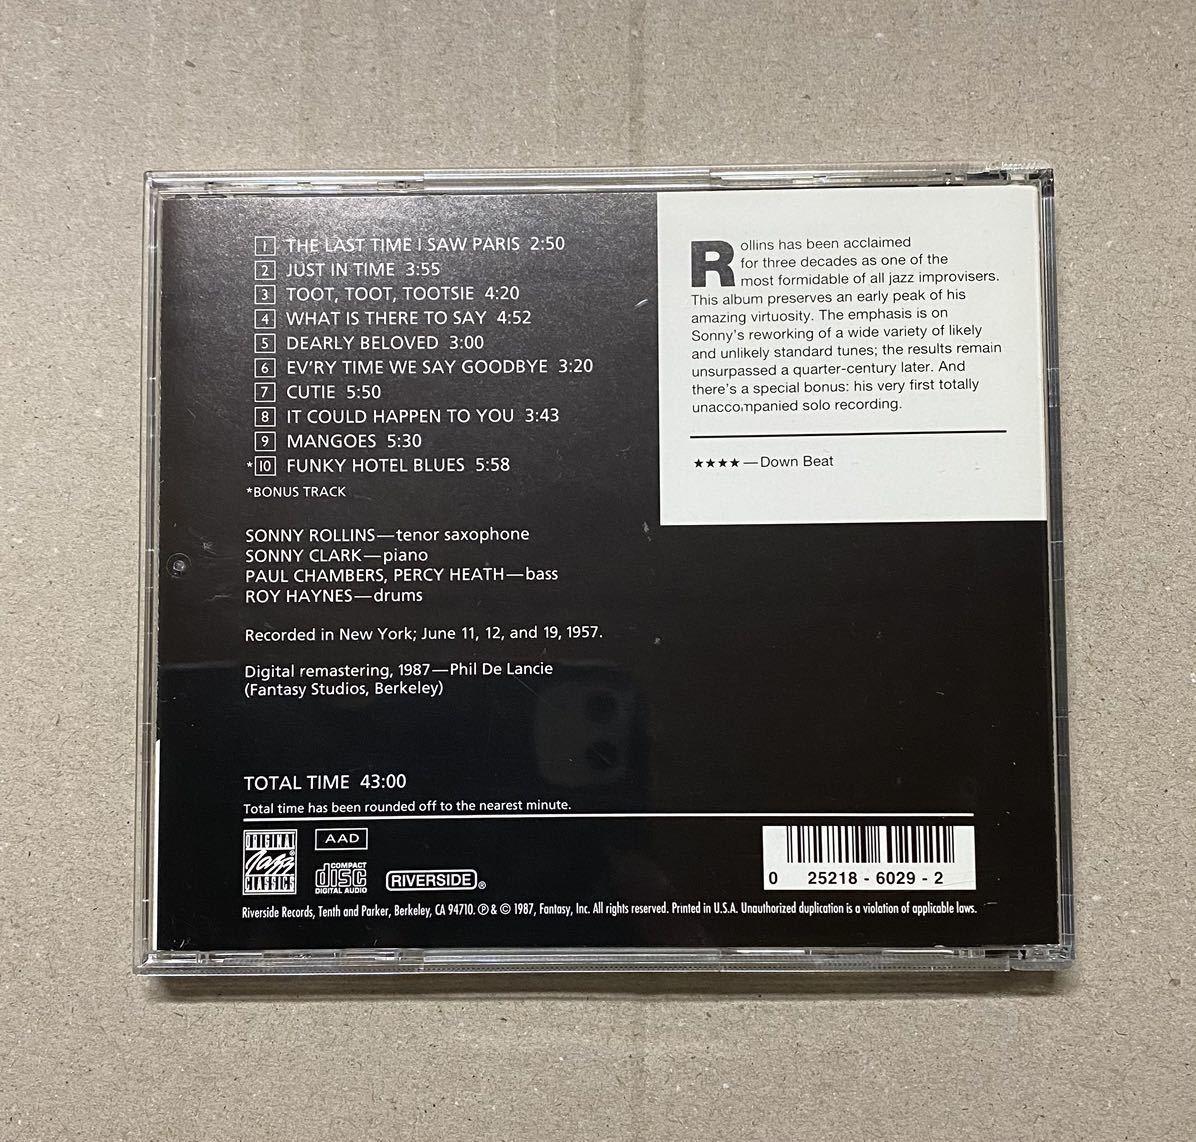 1 THE LAST TIME I SAW PARIS 2:50
2 JUST IN TIME 3:55
3 TOOT, TOOT, TOOTSIE 4:20
4 WHAT IS THERE TO SAY 4:52
5 DEARLY BELOVED 3:00
6 EV'RY TIME WE SAY GOODBYE 3:20
7 CUTIE 5:50
8 IT COULD HAPPEN TO YOU 3:43
9 MANGOES 5:30
*10 FUNKY HOTEL BLUES 5:58
*BONUS TRACK
SONNY ROLLINS—tenor saxophone
SONNY CLARK—piano
PAUL CHAMBERS, PERCY HEATH—bass
ROY HAYNES—drums
Recorded in New York; June 11, 12, and 19, 1957.
Digital remastering, 1987—Phil De Lancie
(Fantasy Studios, Berkeley)
Rollins has been acclaimed
for three decades as one of the
most formidable of all jazz improvisers.
This album preserves an early peak of his
amazing virtuosity. The emphasis is on
Sonny's reworking of a wide variety of likely
and unlikely standard tunes; the results remain
unsurpassed a quarter-century later. And
there's a special bonus: his very first totally
unaccompanied solo recording.
★★★★—Down Beat
TOTAL TIME 43:00
Total time has been rounded off to the nearest minute.
ORIGINAL
Jazz
CLASSICS
AAD
COMPACT
disc
DIGITAL AUDIO
RIVERSIDE®
0 25218-6029-2
Riverside Records, Tenth and Parker, Berkeley, CA 94710. ℗ & © 1987, Fantasy, Inc. All rights reserved. Printed in U.S.A. Unauthorized duplication is a violation of applicable laws.